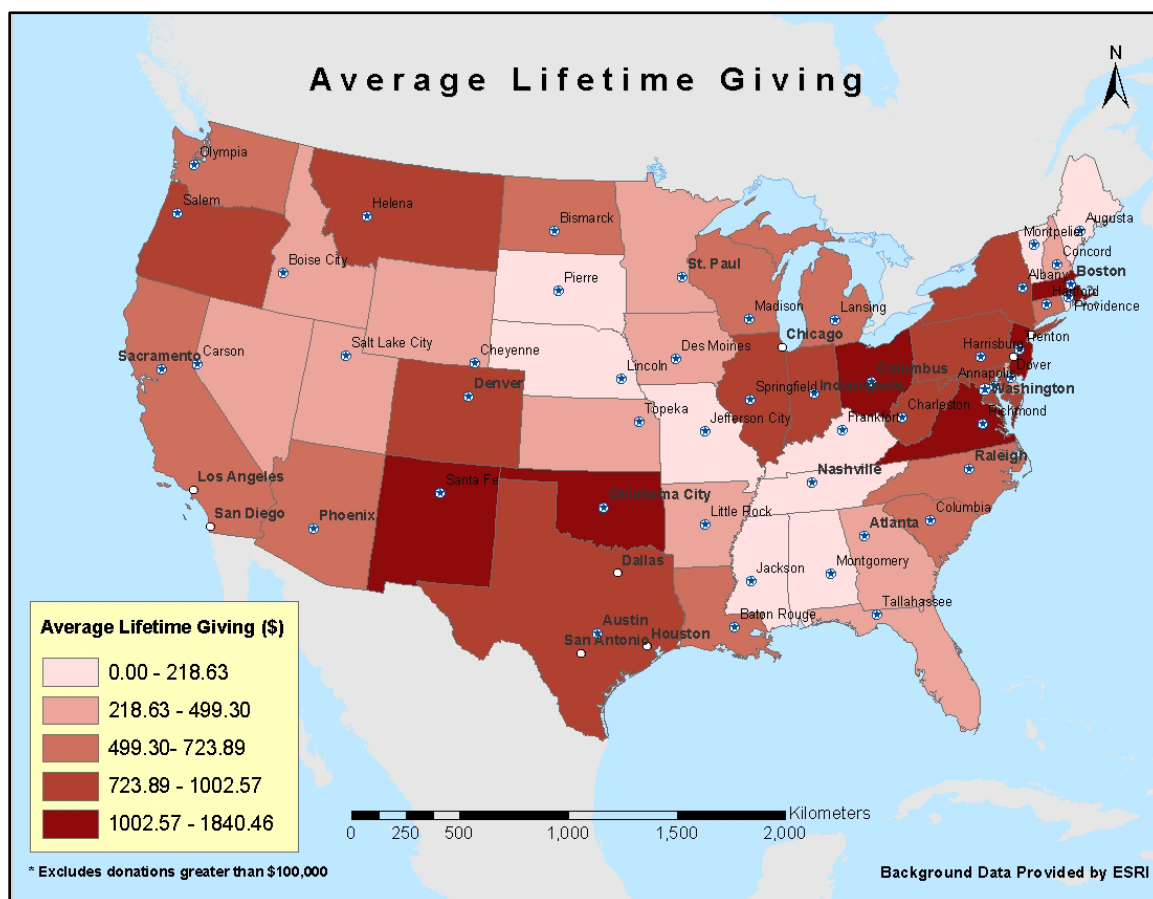 N
Average Lifetime Giving
Olympia
Salem
Helena
Bismarck
Augusta
Montpelier
Concord
Boise City
Pierre
St. Paul
Albany
Boston
Hartford
Providence
Madison
Lansing
Chicago
Sacramento
Carson
Salt Lake City
Cheyenne
Des Moines
Lincoln
Harrisburg
Trenton
Dover
Denver
Springfield
Indianapolis
Columbus
Annapolis
Washington
Topeka
Jefferson City
Frankfort
Charleston
Richmond
Los Angeles
Santa Fe
Oklahoma City
Nashville
Raleigh
San Diego
Phoenix
Little Rock
Atlanta
Columbia
Dallas
Jackson
Montgomery
Austin
Baton Rouge
Tallahassee
San Antonio
Houston
Average Lifetime Giving ($)
0.00 - 218.63
218.63 - 499.30
499.30- 723.89
723.89 - 1002.57
1002.57 - 1840.46
Kilometers
0 250 500 1,000 1,500 2,000
* Excludes donations greater than $100,000
Background Data Provided by ESRI